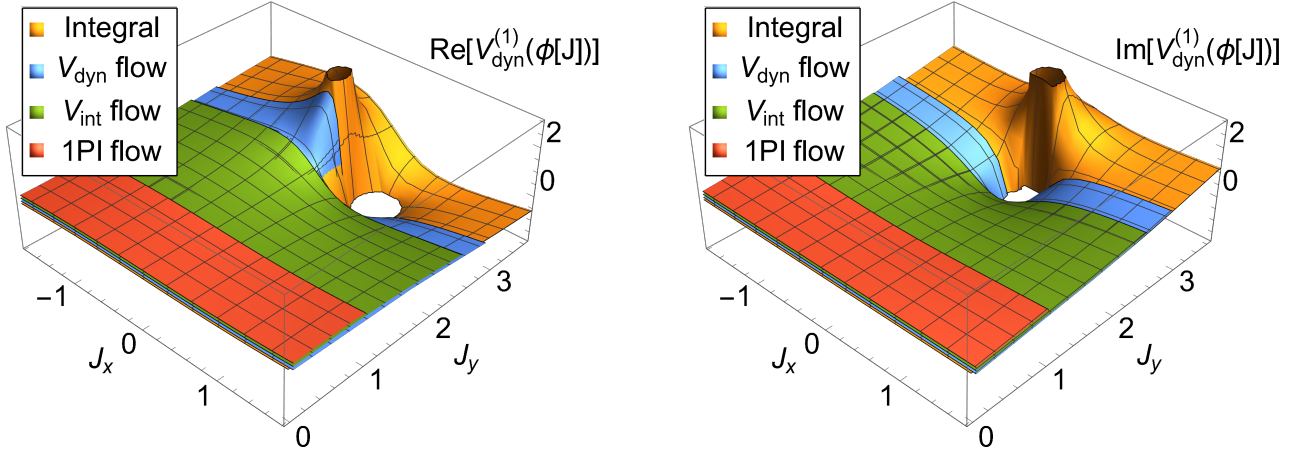 Integral
V_dyn flow
V_int flow
1PI flow
Re[V_dyn^(1)(ϕ[J])]
2
0
−1
0
1
J_x
0
1
2
3
J_y
Integral
V_dyn flow
V_int flow
1PI flow
Im[V_dyn^(1)(ϕ[J])]
2
0
−1
0
1
J_x
0
1
2
3
J_y